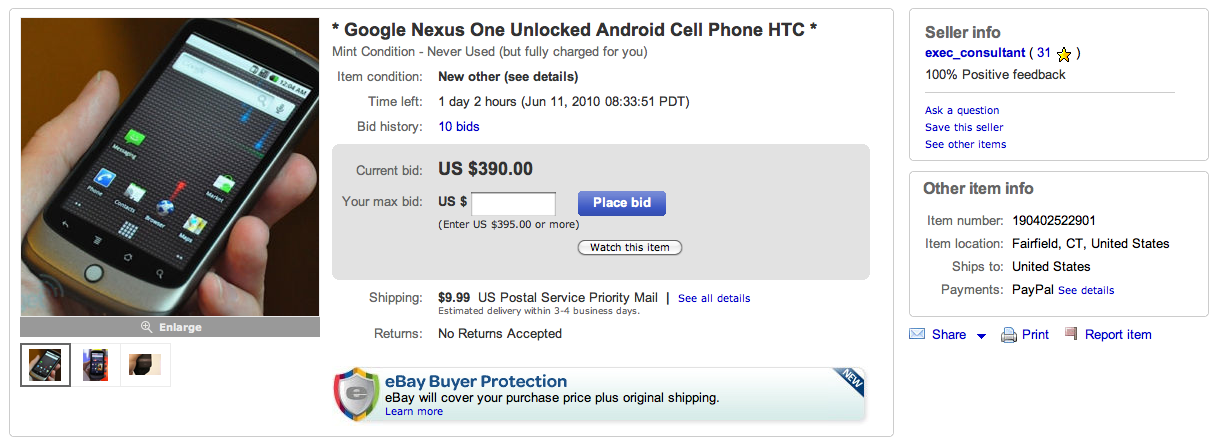 * Google Nexus One Unlocked Android Cell Phone HTC *
Mint Condition - Never Used (but fully charged for you)
Item condition: New other (see details)
Time left: 1 day 2 hours (Jun 11, 2010 08:33:51 PDT)
Bid history: 10 bids
Current bid: US $390.00
Your max bid: US $ Place bid
(Enter US $395.00 or more)
Watch this item
Shipping: $9.99 US Postal Service Priority Mail | See all details
Estimated delivery within 3-4 business days.
Returns: No Returns Accepted
eBay Buyer Protection
NEW
e
eBay will cover your purchase price plus original shipping.
Learn more
Google
12:04 AM
Messaging
Phone
Contacts
Browser
Market
Maps
Enlarge
Seller info
exec_consultant ( 31 )
100% Positive feedback
Ask a question
Save this seller
See other items
Other item info
Item number: 190402522901
Item location: Fairfield, CT, United States
Ships to: United States
Payments: PayPal See details
Share Print Report item